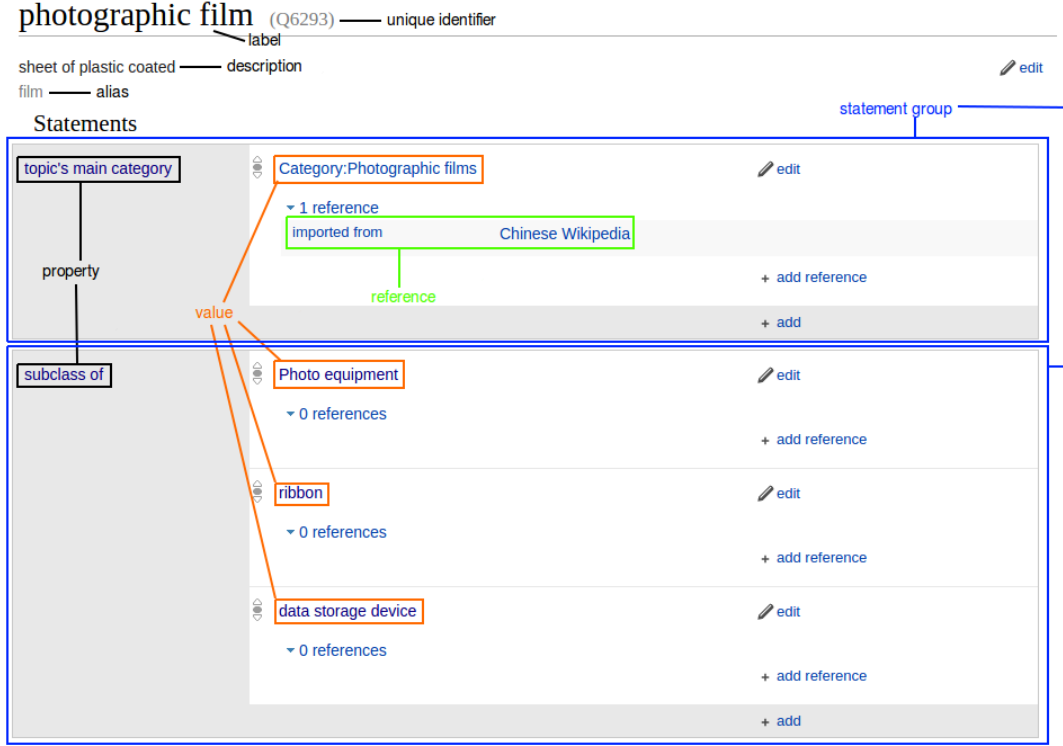 photographic film (Q6293) unique identifier
label
sheet of plastic coated description
edit
film alias
statement group
Statements
topic's main category
Category:Photographic films
edit
1 reference
imported from Chinese Wikipedia
property
+ add reference
reference
value
+ add
subclass of
Photo equipment
edit
0 references
+ add reference
ribbon
edit
0 references
+ add reference
data storage device
edit
0 references
+ add reference
+ add